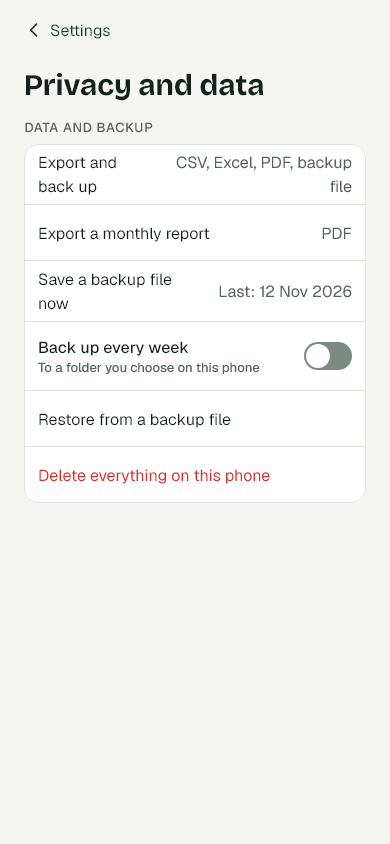 Settings
Privacy and data
DATA AND BACKUP
Export and
back up
CSV, Excel, PDF, backup
file
Export a monthly report
PDF
Save a backup file
now
Last: 12 Nov 2026
Back up every week
To a folder you choose on this phone
Restore from a backup file
Delete everything on this phone